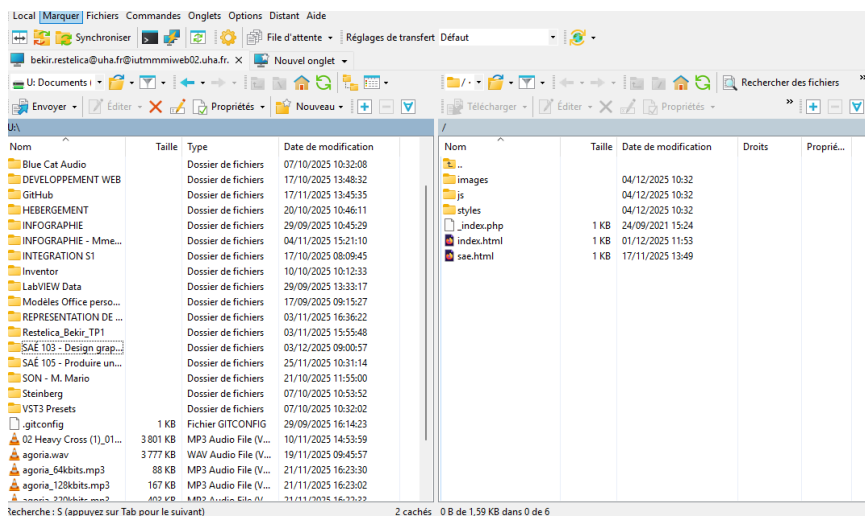 Local Marquer Fichiers Commandes Onglets Options Distant Aide
Synchroniser File d'attente Réglages de transfert Défaut
bekir.restelica@uha.fr@iutmmmiweb02.uha.fr. × Nouvel onglet
U: Documents / Rechercher des fichiers »
Envoyer Éditer Propriétés Nouveau Télécharger Éditer Propriétés »
U:\ /
Nom Taille Type Date de modification Nom Taille Date de modification Droits Proprié...
Blue Cat Audio Dossier de fichiers 07/10/2025 10:32:08 ..
DEVELOPPEMENT WEB Dossier de fichiers 17/10/2025 13:48:32 images 04/12/2025 10:32
GitHub Dossier de fichiers 17/11/2025 13:45:35 js 04/12/2025 10:32
HEBERGEMENT Dossier de fichiers 20/10/2025 10:46:11 styles 04/12/2025 10:32
INFOGRAPHIE Dossier de fichiers 29/09/2025 10:45:29 _index.php 1 KB 24/09/2021 15:24
INFOGRAPHIE - Mme... Dossier de fichiers 04/11/2025 15:21:10 index.html 1 KB 01/12/2025 11:53
INTEGRATION S1 Dossier de fichiers 17/10/2025 08:09:45 sae.html 1 KB 17/11/2025 13:49
Inventor Dossier de fichiers 10/10/2025 10:12:33
LabVIEW Data Dossier de fichiers 29/09/2025 13:33:17
Modèles Office perso... Dossier de fichiers 17/09/2025 09:15:27
REPRESENTATION DE ... Dossier de fichiers 03/11/2025 16:36:22
Restelica_Bekir_TP1 Dossier de fichiers 03/11/2025 15:55:48
SAÉ 103 - Design grap... Dossier de fichiers 03/12/2025 09:00:57
SAÉ 105 - Produire un... Dossier de fichiers 25/11/2025 10:31:14
SON - M. Mario Dossier de fichiers 21/10/2025 11:55:00
Steinberg Dossier de fichiers 07/10/2025 10:53:52
VST3 Presets Dossier de fichiers 07/10/2025 10:32:02
.gitconfig 1 KB Fichier GITCONFIG 29/09/2025 16:14:23
02 Heavy Cross (1)_01... 3 801 KB MP3 Audio File (V... 10/11/2025 14:53:59
agoria.wav 3 777 KB WAV Audio File (V... 19/11/2025 09:45:57
agoria_64kbits.mp3 88 KB MP3 Audio File (V... 21/11/2025 16:23:30
agoria_128kbits.mp3 167 KB MP3 Audio File (V... 21/11/2025 16:23:02
agoria_320kbits.mp3 403 KB MP3 Audio File (V... 21/11/2025 16:22:33
Recherche : S (appuyez sur Tab pour le suivant) 2 cachés 0 B de 1,59 KB dans 0 de 6